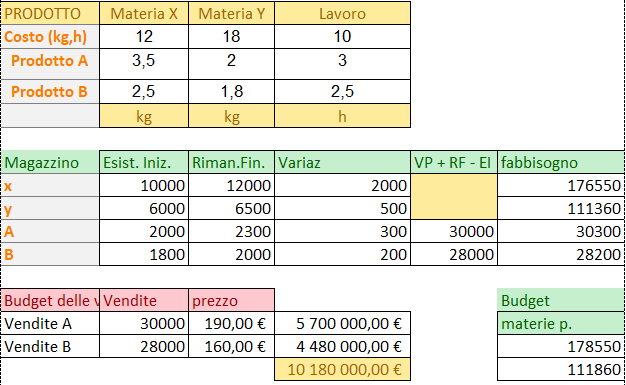 PRODOTTO Materia X Materia Y Lavoro
Costo (kg,h) 12 18 10
Prodotto A 3,5 2 3
Prodotto B 2,5 1,8 2,5
kg kg h
Magazzino Esist. Iniz. Riman.Fin. Variaz VP + RF - EI fabbisogno
x 10000 12000 2000 176550
y 6000 6500 500 111360
A 2000 2300 300 30000 30300
B 1800 2000 200 28000 28200
Budget delle v Vendite prezzo Budget
Vendite A 30000 190,00 € 5 700 000,00 € materie p.
Vendite B 28000 160,00 € 4 480 000,00 € 178550
10 180 000,00 € 111860